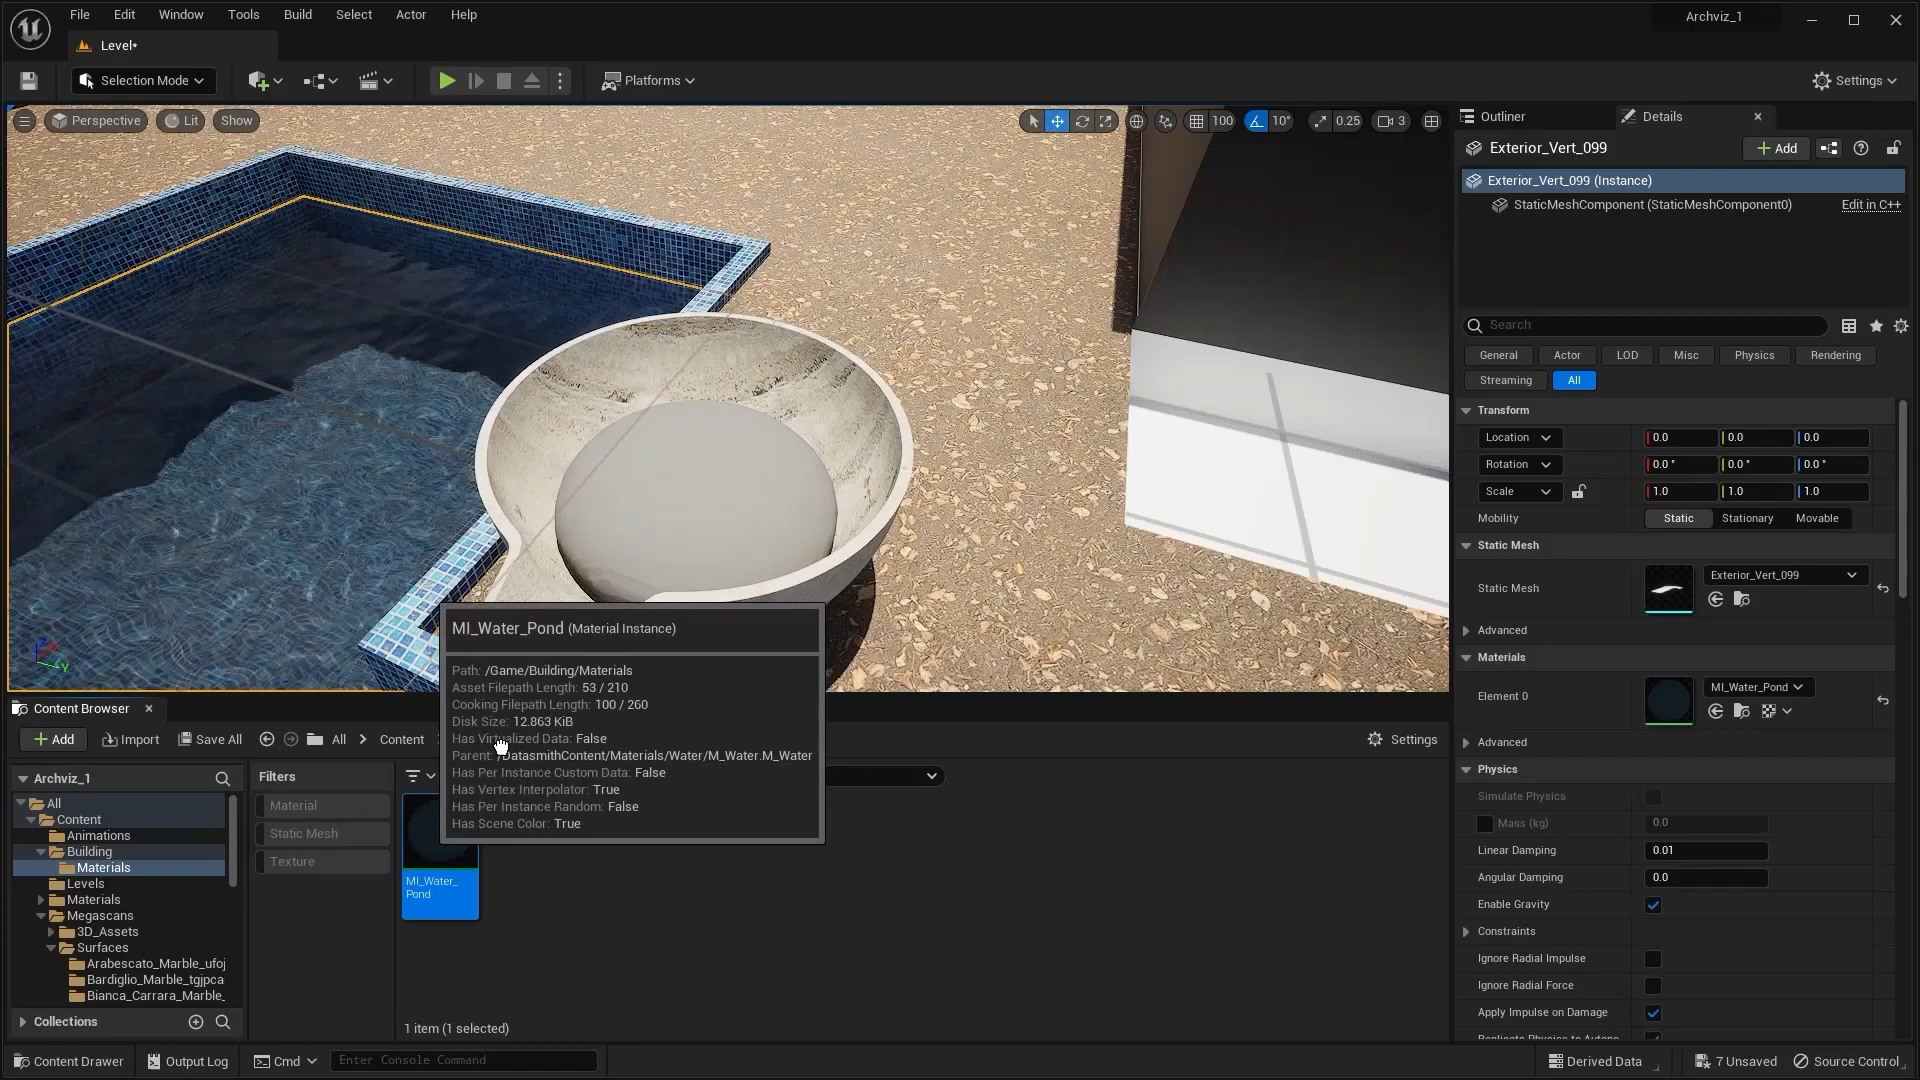 File Edit Window Tools Build Select Actor Help
Archviz_1
Level*
Selection Mode
Platforms
Settings
Perspective Lit Show
100 10° 0.25 3
Outliner Details
Exterior_Vert_099
Add
Exterior_Vert_099 (Instance)
StaticMeshComponent (StaticMeshComponent0) Edit in C++
Search
General Actor LOD Misc Physics Rendering
Streaming All
Transform
Location 0.0 0.0 0.0
Rotation 0.0 ° 0.0 ° 0.0 °
Scale 1.0 1.0 1.0
Mobility Static Stationary Movable
Static Mesh
Static Mesh Exterior_Vert_099
Advanced
Materials
Element 0 MI_Water_Pond
Advanced
Physics
Simulate Physics
Mass (kg) 0.0
Linear Damping 0.01
Angular Damping 0.0
Enable Gravity
Constraints
Ignore Radial Impulse
Ignore Radial Force
Apply Impulse on Damage
MI_Water_Pond (Material Instance)
Path: /Game/Building/Materials
Asset Filepath Length: 53 / 210
Cooking Filepath Length: 100 / 260
Disk Size: 12.863 KiB
Has Virtualized Data: False
Parent: /DatasmithContent/Materials/Water/M_Water.M_Water
Has Per Instance Custom Data: False
Has Vertex Interpolator: True
Has Per Instance Random: False
Has Scene Color: True
Content Browser
Add Import Save All All Content
Settings
Archviz_1
All
Content
Animations
Building
Materials
Levels
Materials
Megascans
3D_Assets
Surfaces
Arabescato_Marble_ufoj
Bardiglio_Marble_tgjpca
Bianca_Carrara_Marble_
Collections
Filters
Material
Static Mesh
Texture
MI_Water_
Pond
1 item (1 selected)
Content Drawer Output Log Cmd Enter Console Command
Derived Data 7 Unsaved Source Control
Z
Y